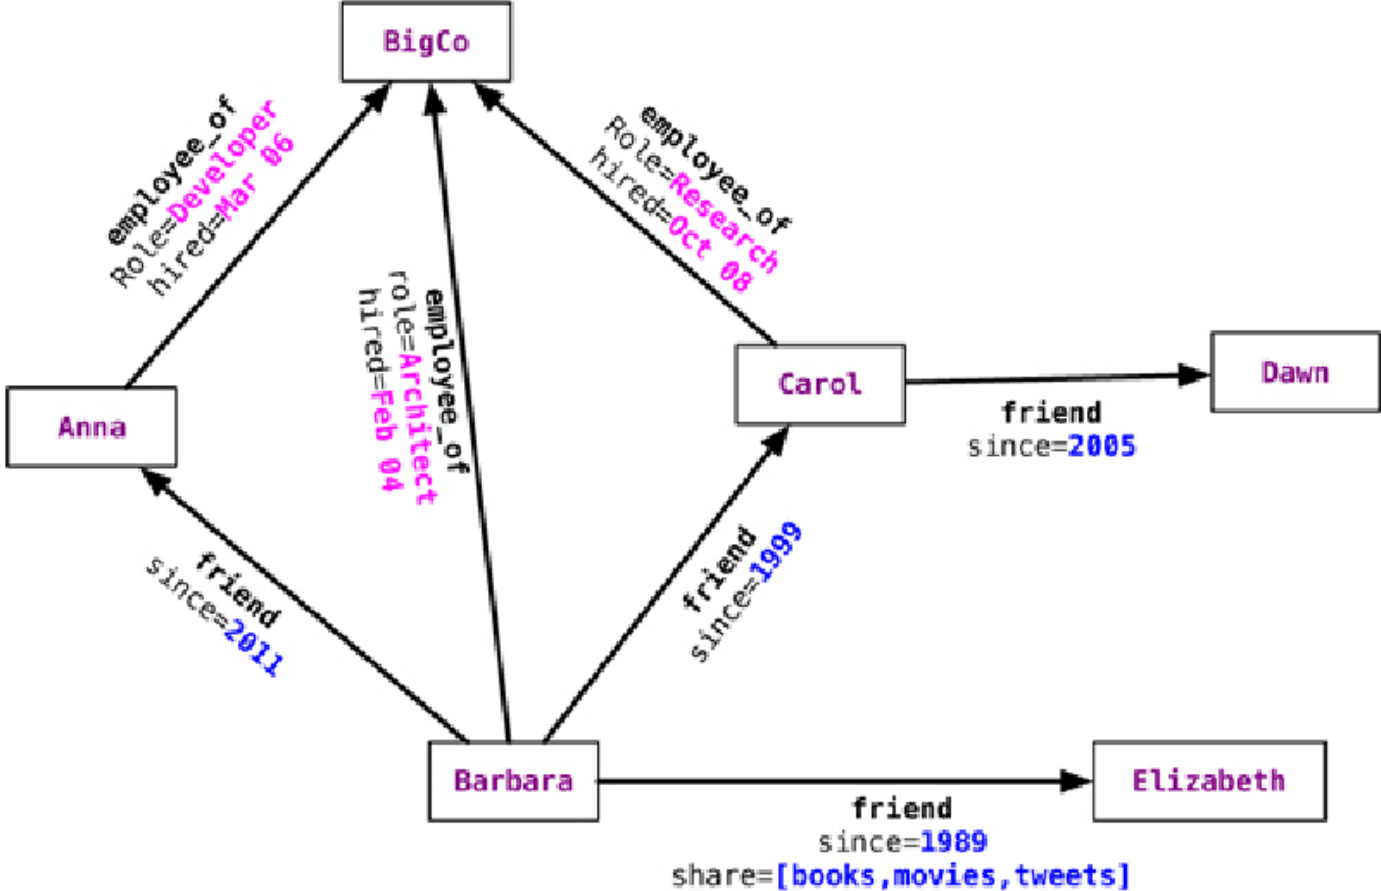 BigCo
employee_of
Role=Developer
hired=Mar 06
employee_of
Role=Research
hired=Oct 08
employee_of
role=Architect
hired=Feb 04
Anna
Carol
Dawn
friend
since=2005
friend
since=2011
friend
since=1999
Barbara
Elizabeth
friend
since=1989
share=[books,movies,tweets]